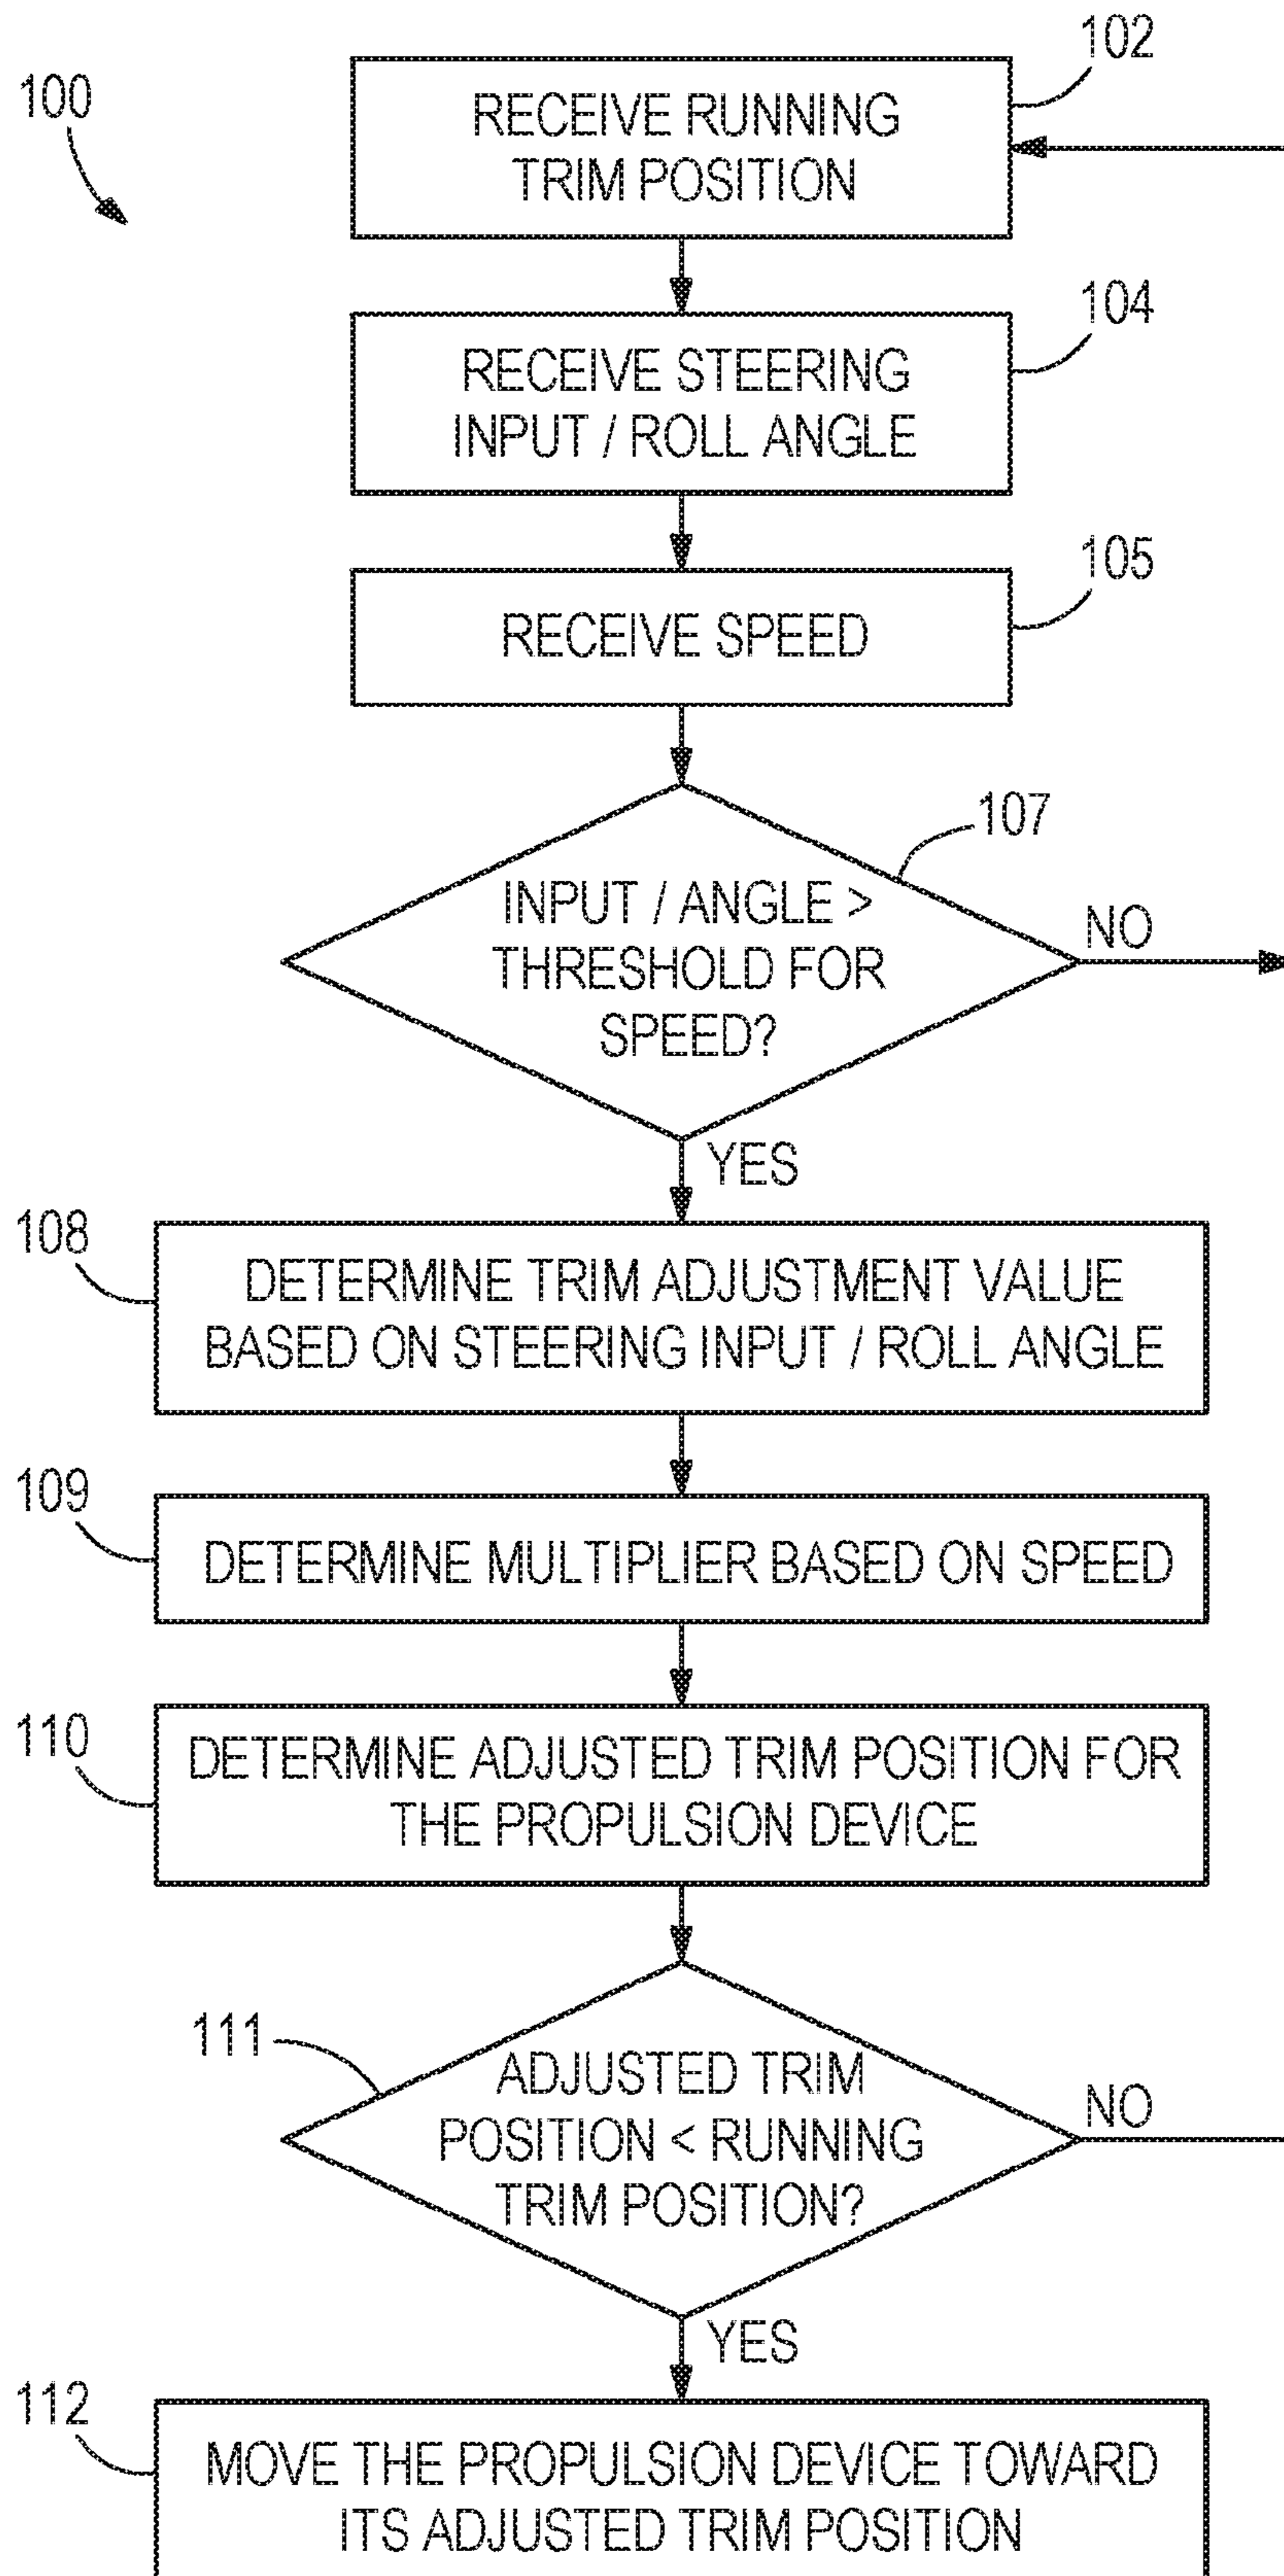 100
102
RECEIVE RUNNING
TRIM POSITION
104
RECEIVE STEERING
INPUT / ROLL ANGLE
105
RECEIVE SPEED
107
INPUT / ANGLE >
THRESHOLD FOR
SPEED?
NO
YES
108
DETERMINE TRIM ADJUSTMENT VALUE
BASED ON STEERING INPUT / ROLL ANGLE
109
DETERMINE MULTIPLIER BASED ON SPEED
110
DETERMINE ADJUSTED TRIM POSITION FOR
THE PROPULSION DEVICE
111
ADJUSTED TRIM
POSITION < RUNNING
TRIM POSITION?
NO
YES
112
MOVE THE PROPULSION DEVICE TOWARD
ITS ADJUSTED TRIM POSITION